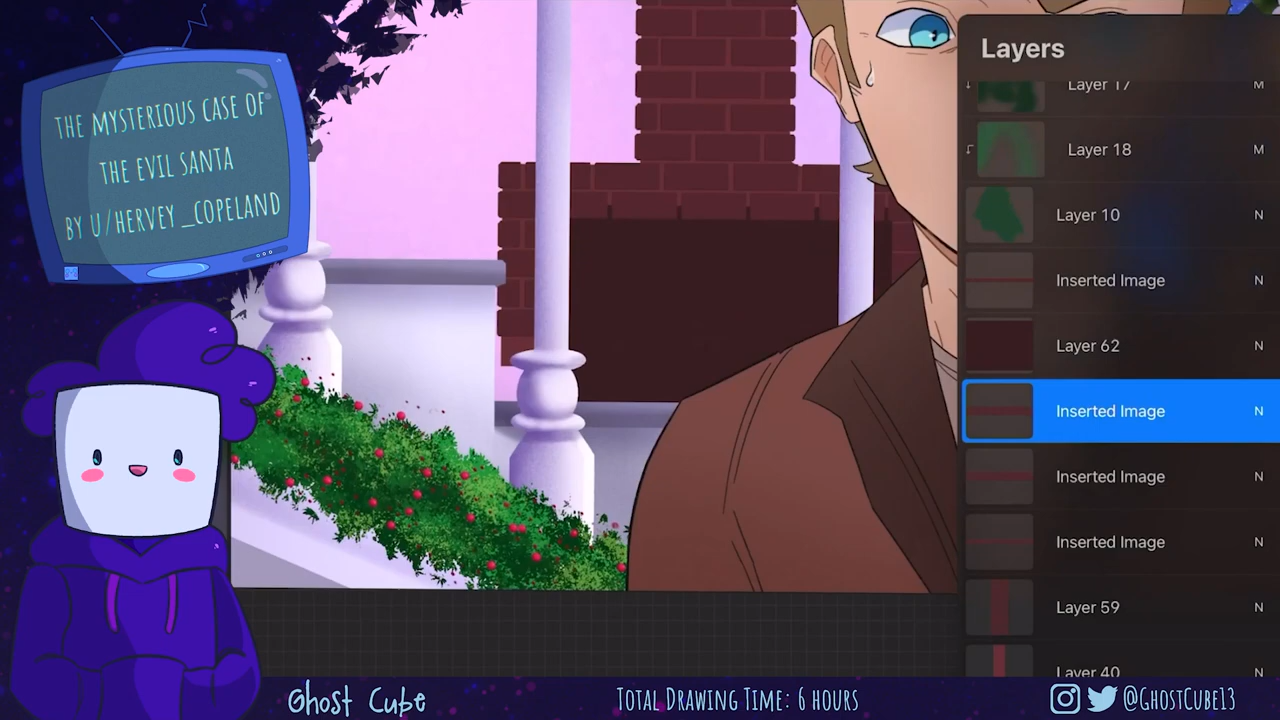 THE MYSTERIOUS CASE OF
THE EVIL SANTA
BY U/HERVEY_COPELAND
Layers
Layer 17 M
Layer 18 M
Layer 10 N
Inserted Image N
Layer 62 N
Inserted Image N
Inserted Image N
Inserted Image N
Layer 59 N
Layer 40 N
Ghost Cube
TOTAL DRAWING TIME: 6 HOURS
@GHOSTCUBE13